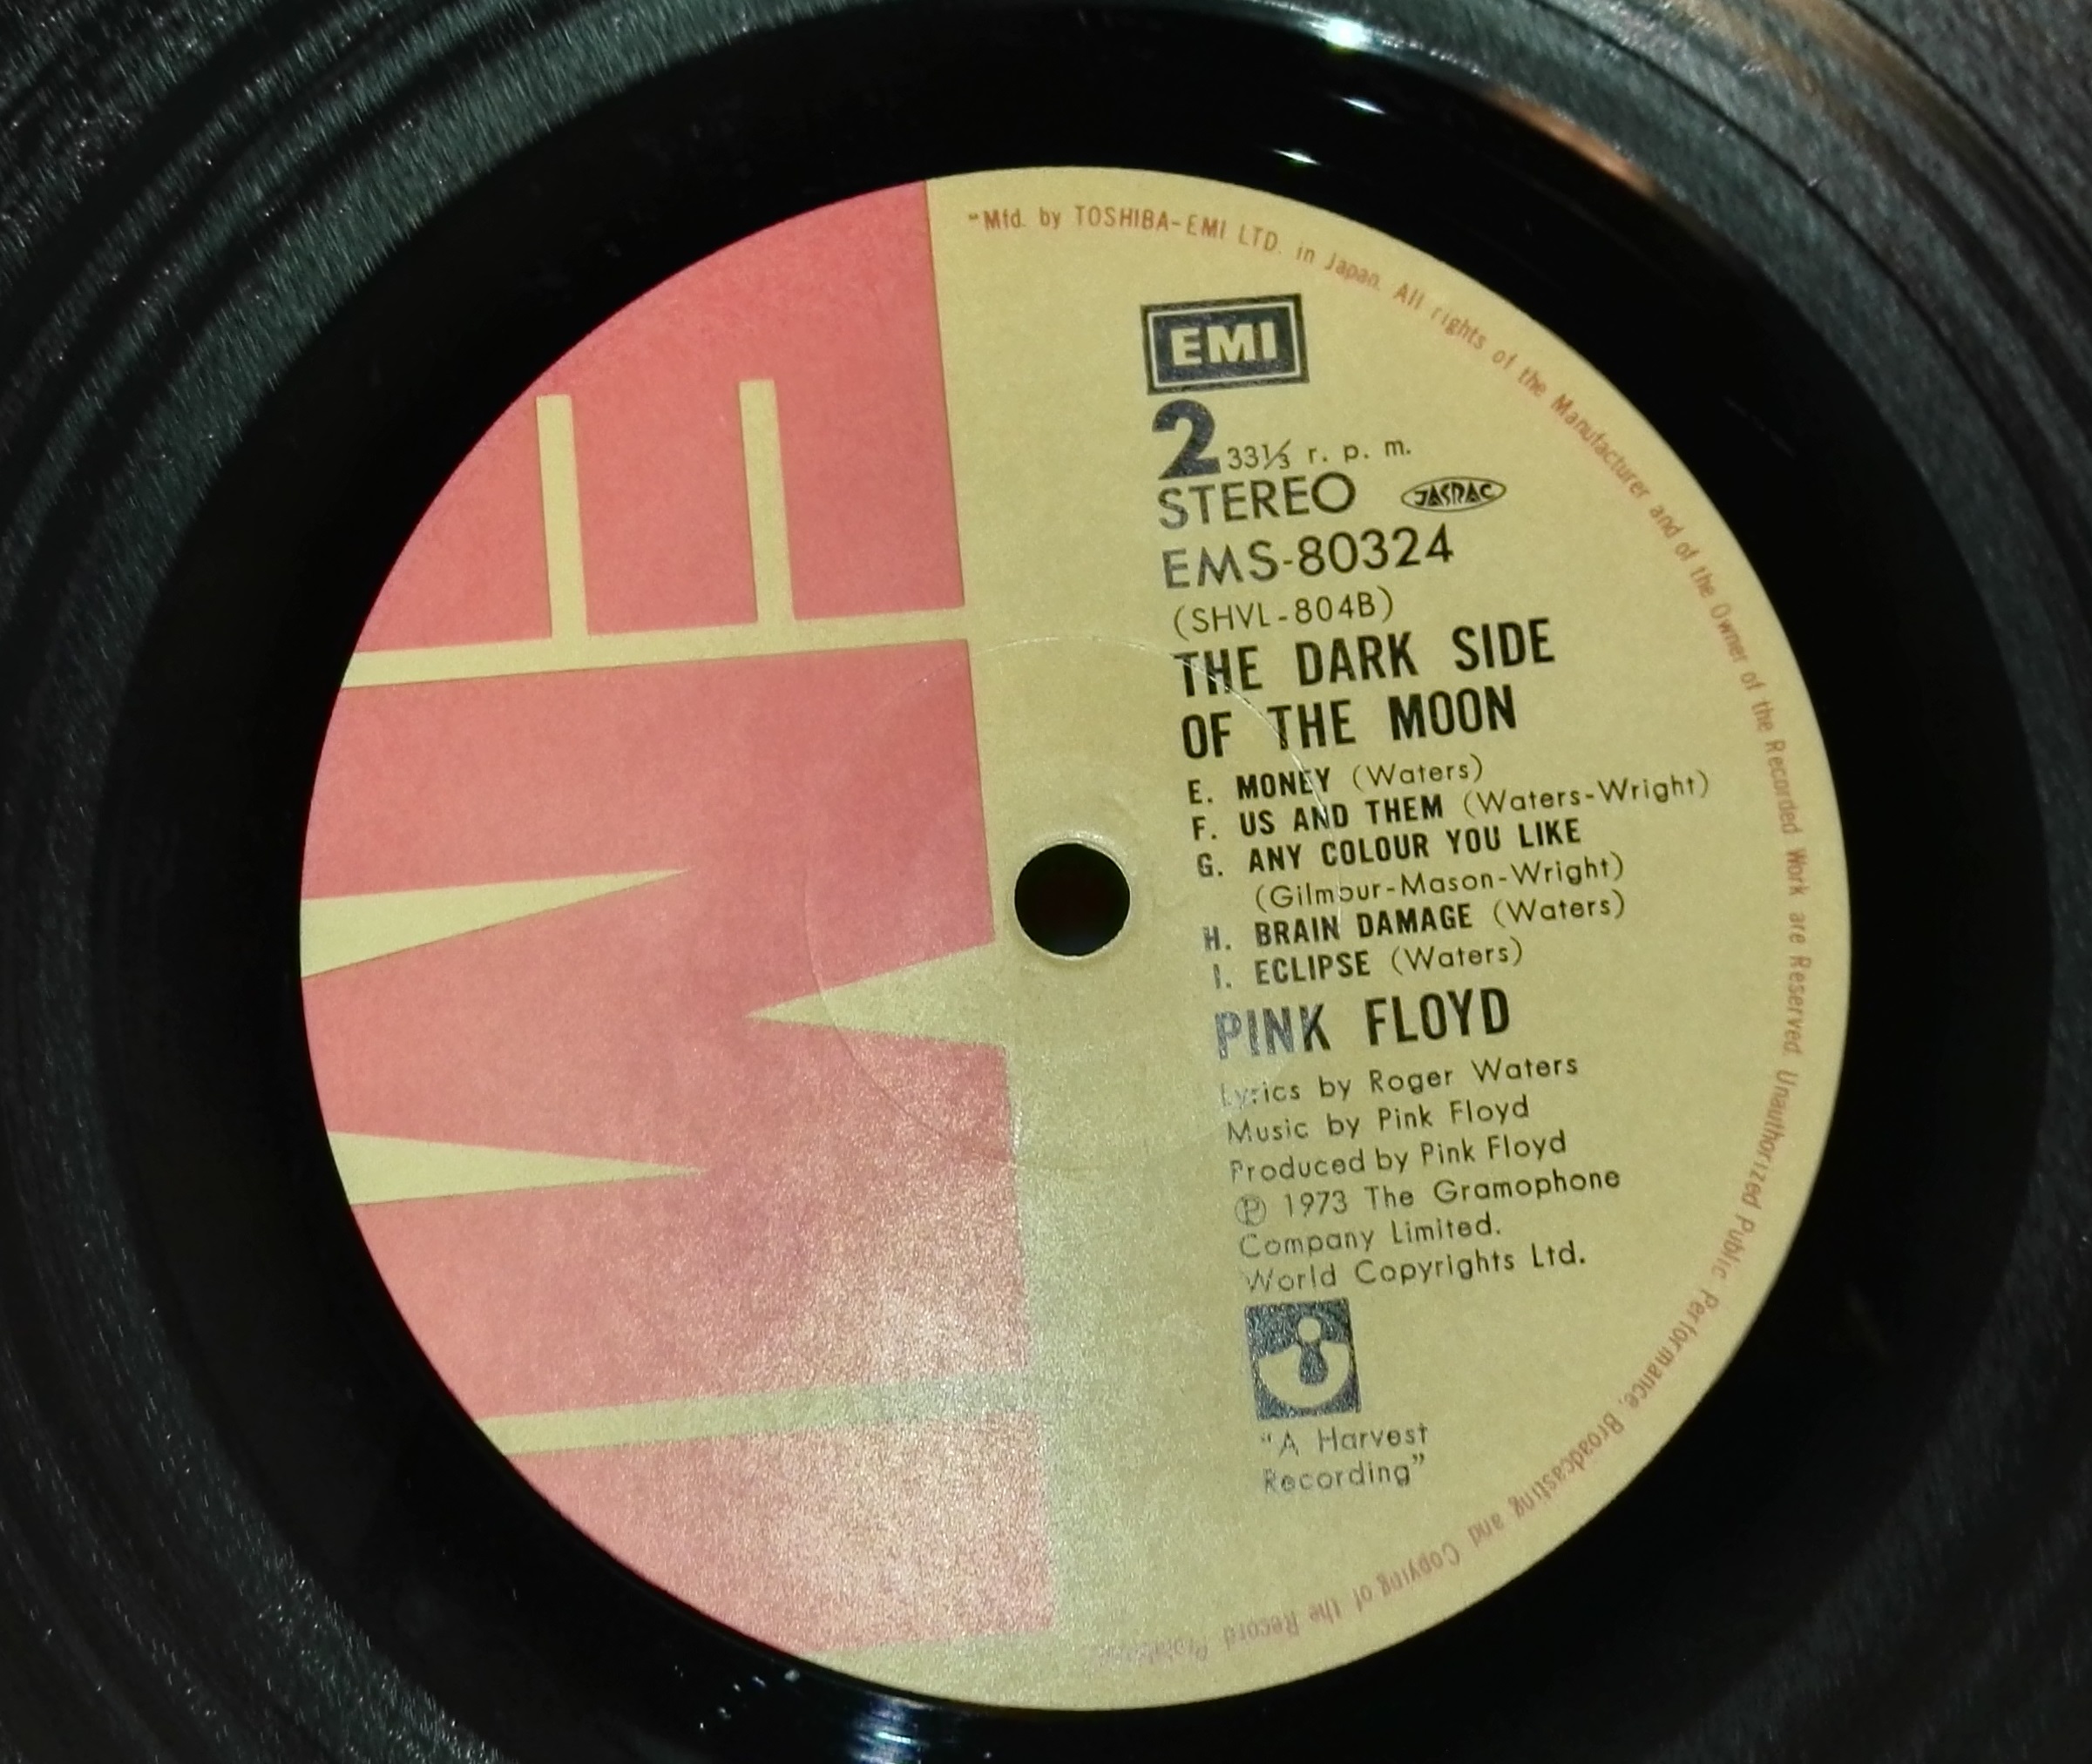 "Mfd. by TOSHIBA-EMI LTD. in Japan. All rights of the Manufacturer and of the Owner of the Recorded Work are Reserved. Unauthorized Public Performance, Broadcasting and Copying of the Record Prohibited."
EMI
2 33⅓ r. p. m.
STEREO JASRAC
EMS-80324
(SHVL-804B)
THE DARK SIDE
OF THE MOON
E. MONEY (Waters)
F. US AND THEM (Waters-Wright)
G. ANY COLOUR YOU LIKE
(Gilmour-Mason-Wright)
H. BRAIN DAMAGE (Waters)
I. ECLIPSE (Waters)
PINK FLOYD
Lyrics by Roger Waters
Music by Pink Floyd
Produced by Pink Floyd
℗ 1973 The Gramophone
Company Limited.
World Copyrights Ltd.
"A Harvest
Recording"